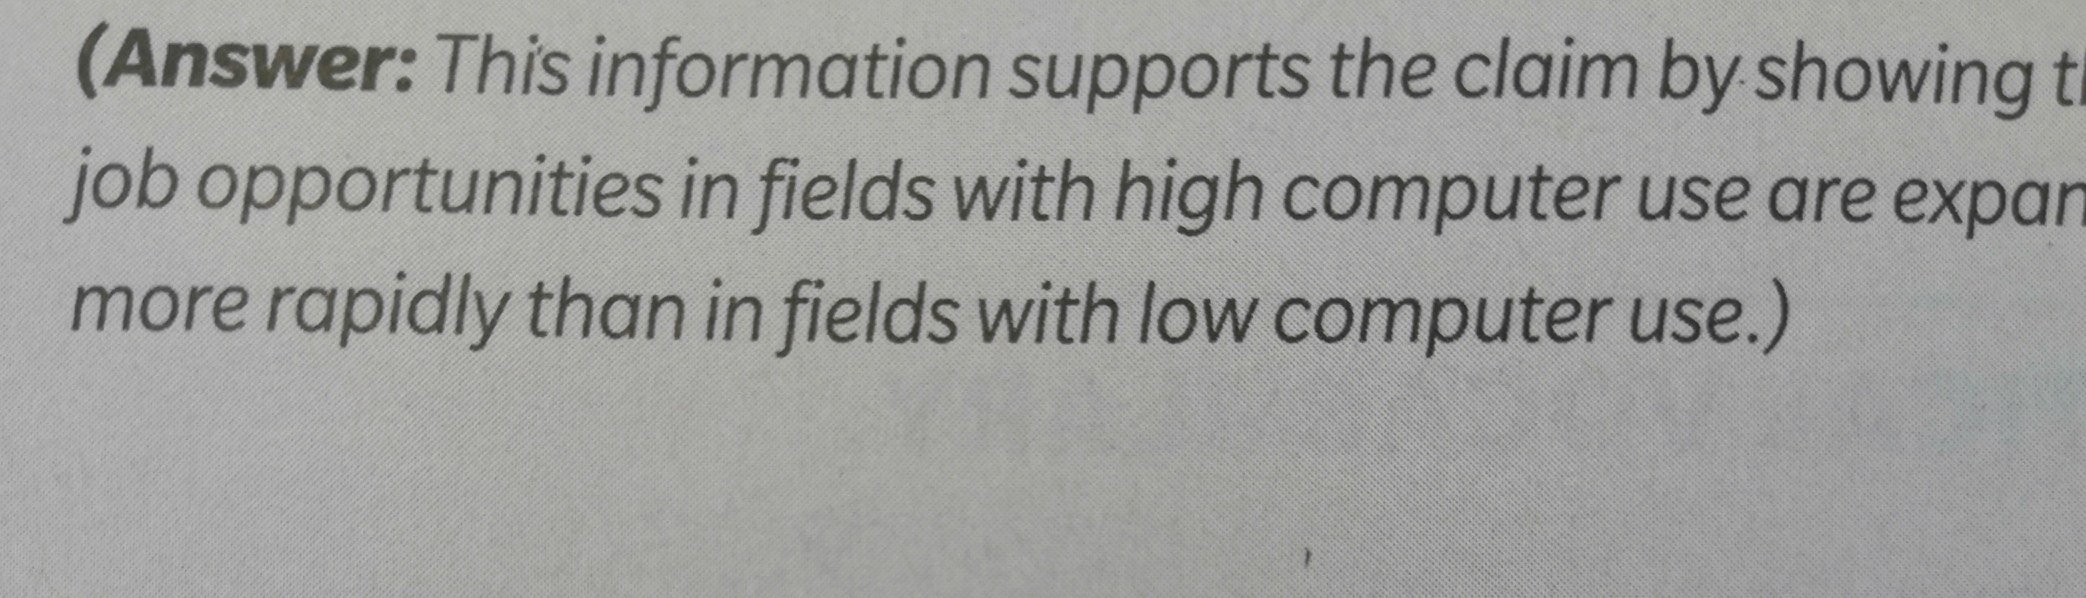 (Answer: This information supports the claim by showing
job opportunities in fields with high computer use are
more rapidly than in fields with low computer use.)